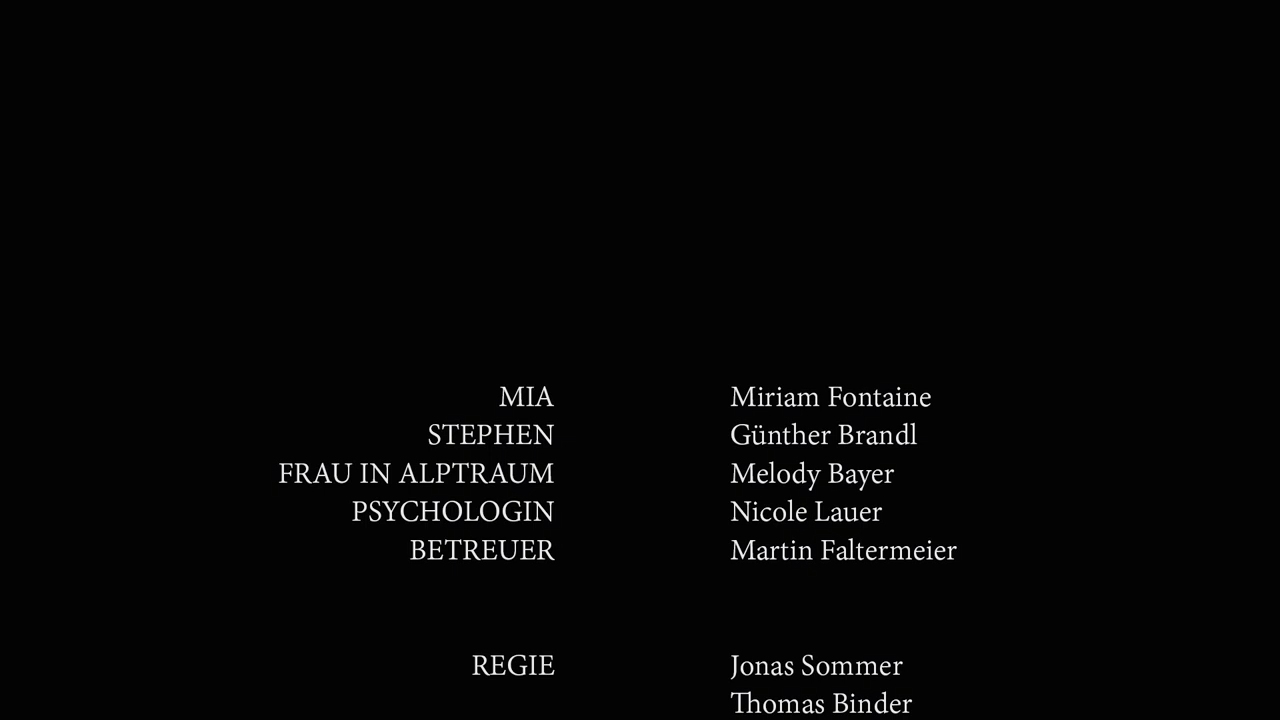 MIA Miriam Fontaine
STEPHEN Günther Brandl
FRAU IN ALPTRAUM Melody Bayer
PSYCHOLOGIN Nicole Lauer
BETREUER Martin Faltermeier
REGIE Jonas Sommer
Thomas Binder